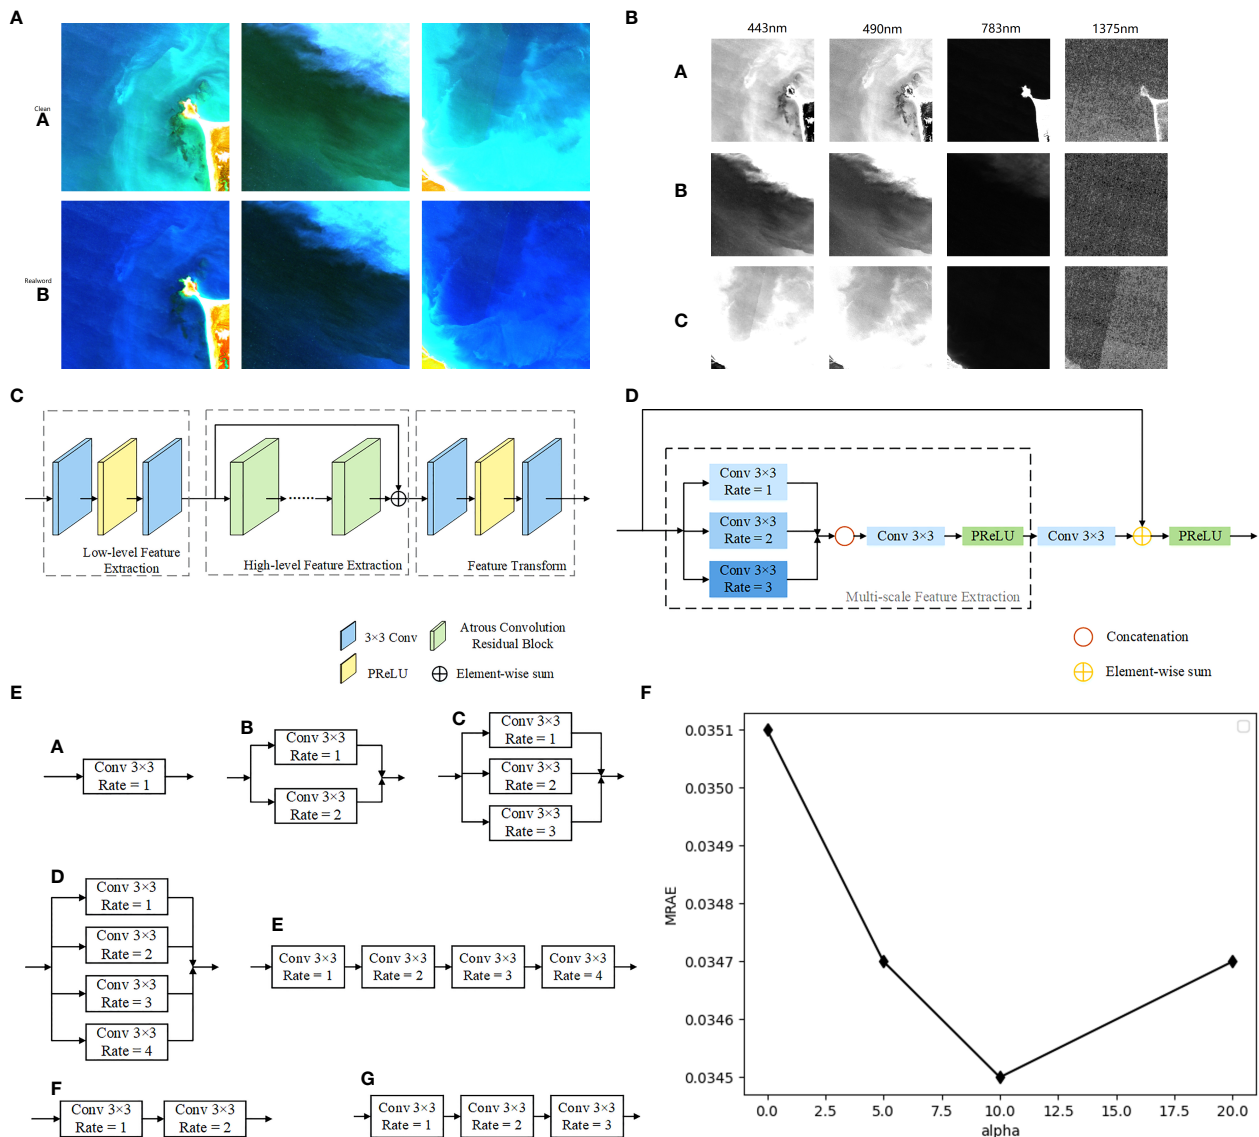 A
Clean
A
Realword
B
B
443nm
490nm
783nm
1375nm
A
B
C
C
Low-level Feature
Extraction
High-level Feature Extraction
Feature Transform
3×3 Conv
Atrous Convolution
Residual Block
PReLU
Element-wise sum
D
Conv 3×3
Rate = 1
Conv 3×3
Rate = 2
Conv 3×3
Rate = 3
Conv 3×3
PReLU
Conv 3×3
PReLU
Multi-scale Feature Extraction
Concatenation
Element-wise sum
E
A
Conv 3×3
Rate = 1
B
Conv 3×3
Rate = 1
Conv 3×3
Rate = 2
C
Conv 3×3
Rate = 1
Conv 3×3
Rate = 2
Conv 3×3
Rate = 3
D
Conv 3×3
Rate = 1
Conv 3×3
Rate = 2
Conv 3×3
Rate = 3
Conv 3×3
Rate = 4
E
Conv 3×3
Rate = 1
Conv 3×3
Rate = 2
Conv 3×3
Rate = 3
Conv 3×3
Rate = 4
F
Conv 3×3
Rate = 1
Conv 3×3
Rate = 2
G
Conv 3×3
Rate = 1
Conv 3×3
Rate = 2
Conv 3×3
Rate = 3
F
0.0351
0.0350
0.0349
0.0348
0.0347
0.0346
0.0345
MRAE
0.0
2.5
5.0
7.5
10.0
12.5
15.0
17.5
20.0
alpha